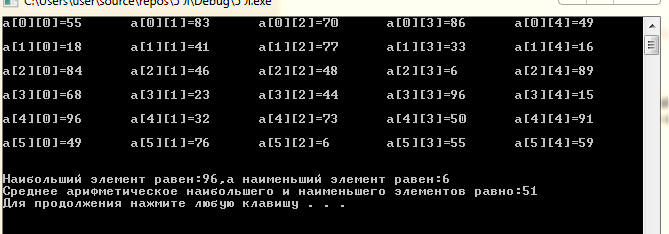 C:\Users\user\source\repos\5 л\Debug\5 л.exe
a[0][0]=55 a[0][1]=83 a[0][2]=70 a[0][3]=86 a[0][4]=49
a[1][0]=18 a[1][1]=41 a[1][2]=77 a[1][3]=33 a[1][4]=16
a[2][0]=84 a[2][1]=46 a[2][2]=48 a[2][3]=6 a[2][4]=89
a[3][0]=68 a[3][1]=23 a[3][2]=44 a[3][3]=96 a[3][4]=15
a[4][0]=96 a[4][1]=32 a[4][2]=73 a[4][3]=50 a[4][4]=91
a[5][0]=49 a[5][1]=76 a[5][2]=6 a[5][3]=55 a[5][4]=59
Наибольший элемент равен:96,а наименьший элемент равен:6
Среднее арифметическое наибольшего и наименьшего элементов равно:51
Для продолжения нажмите любую клавишу . . .